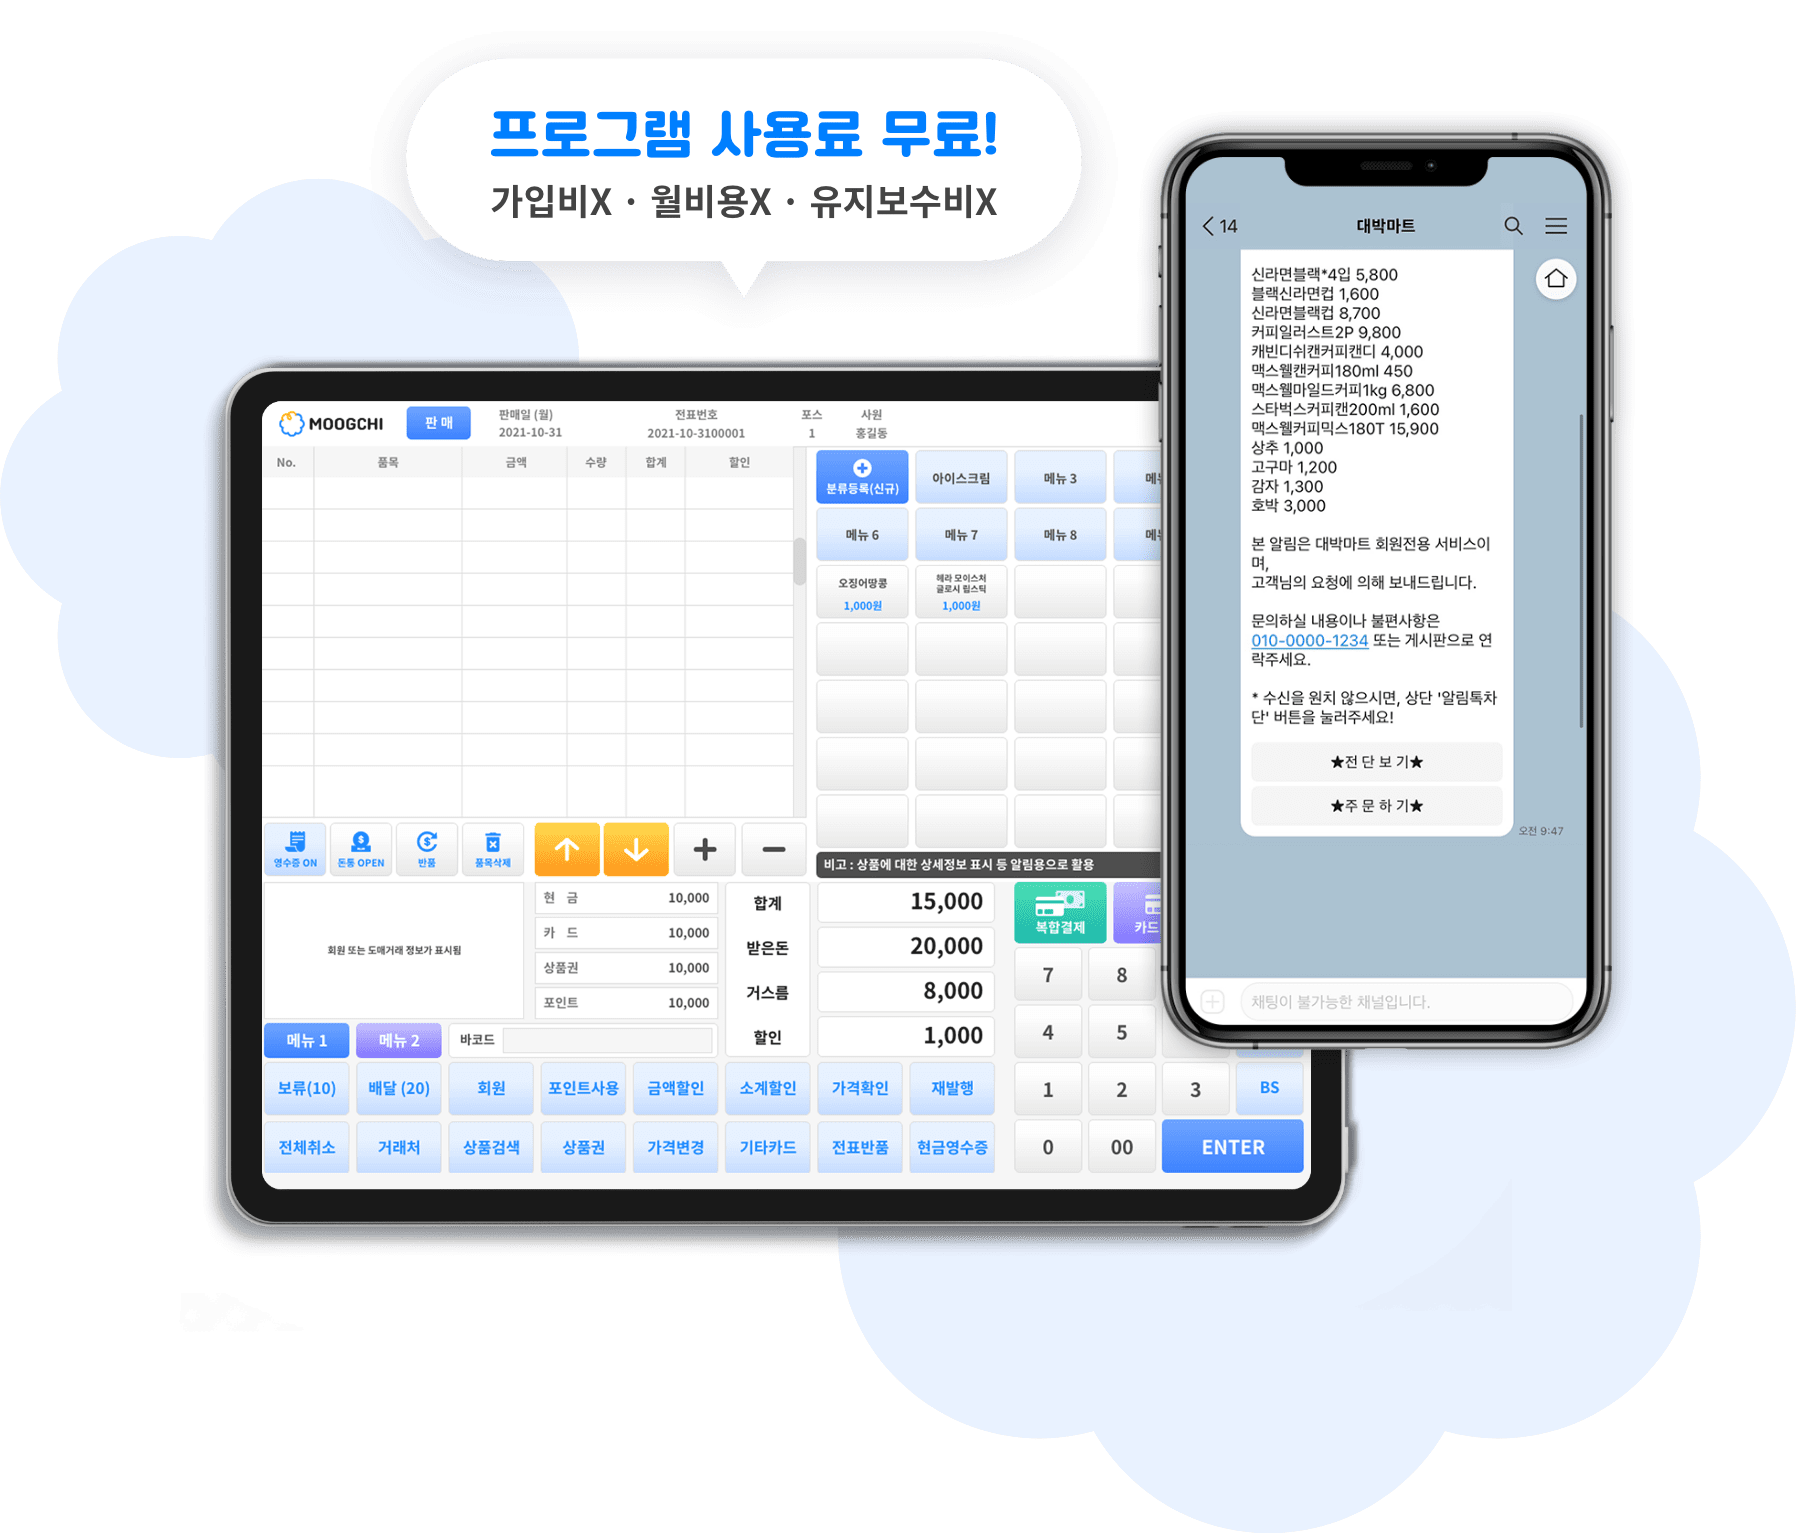 프로그램 사용료 무료!
가입비X · 월비용X · 유지보수비X
MOOGCHI
판 매
판매일 (월)
2021-10-31
전표번호
2021-10-3100001
포스
1
사원
홍길동
No. 품목 금액 수량 합계 할인
분류등록(신규)
아이스크림
메뉴 3
메뉴 6
메뉴 7
메뉴 8
오징어땅콩
1,000원
헤라 모이스처
글로시 립스틱
1,000원
영수증 ON
돈통 OPEN
반품
품목삭제
비고 : 상품에 대한 상세정보 표시 등 알림용으로 활용
회원 또는 도매거래 정보가 표시됨
현 금 10,000
카 드 10,000
상품권 10,000
포인트 10,000
합계 15,000
받은돈 20,000
거스름 8,000
할인 1,000
복합결제
카드
메뉴 1
메뉴 2
바코드
보류(10)
배달 (20)
회원
포인트사용
금액할인
소계할인
가격확인
재발행
전체취소
거래처
상품검색
상품권
가격변경
기타카드
전표반품
현금영수증
7 8
4 5
1 2 3 BS
0 00 ENTER
14
대박마트
신라면블랙*4입 5,800
블랙신라면컵 1,600
신라면블랙컵 8,700
커피일러스트2P 9,800
캐빈디쉬캔커피캔디 4,000
맥스웰캔커피180ml 450
맥스웰마일드커피1kg 6,800
스타벅스커피캔200ml 1,600
맥스웰커피믹스180T 15,900
상추 1,000
고구마 1,200
감자 1,300
호박 3,000
본 알림은 대박마트 회원전용 서비스이
며,
고객님의 요청에 의해 보내드립니다.
문의하실 내용이나 불편사항은
010-0000-1234 또는 게시판으로 연
락주세요.
* 수신을 원치 않으시면, 상단 '알림톡차
단' 버튼을 눌러주세요!
★전 단 보 기★
★주 문 하 기★
오전 9:47
채팅이 불가능한 채널입니다.